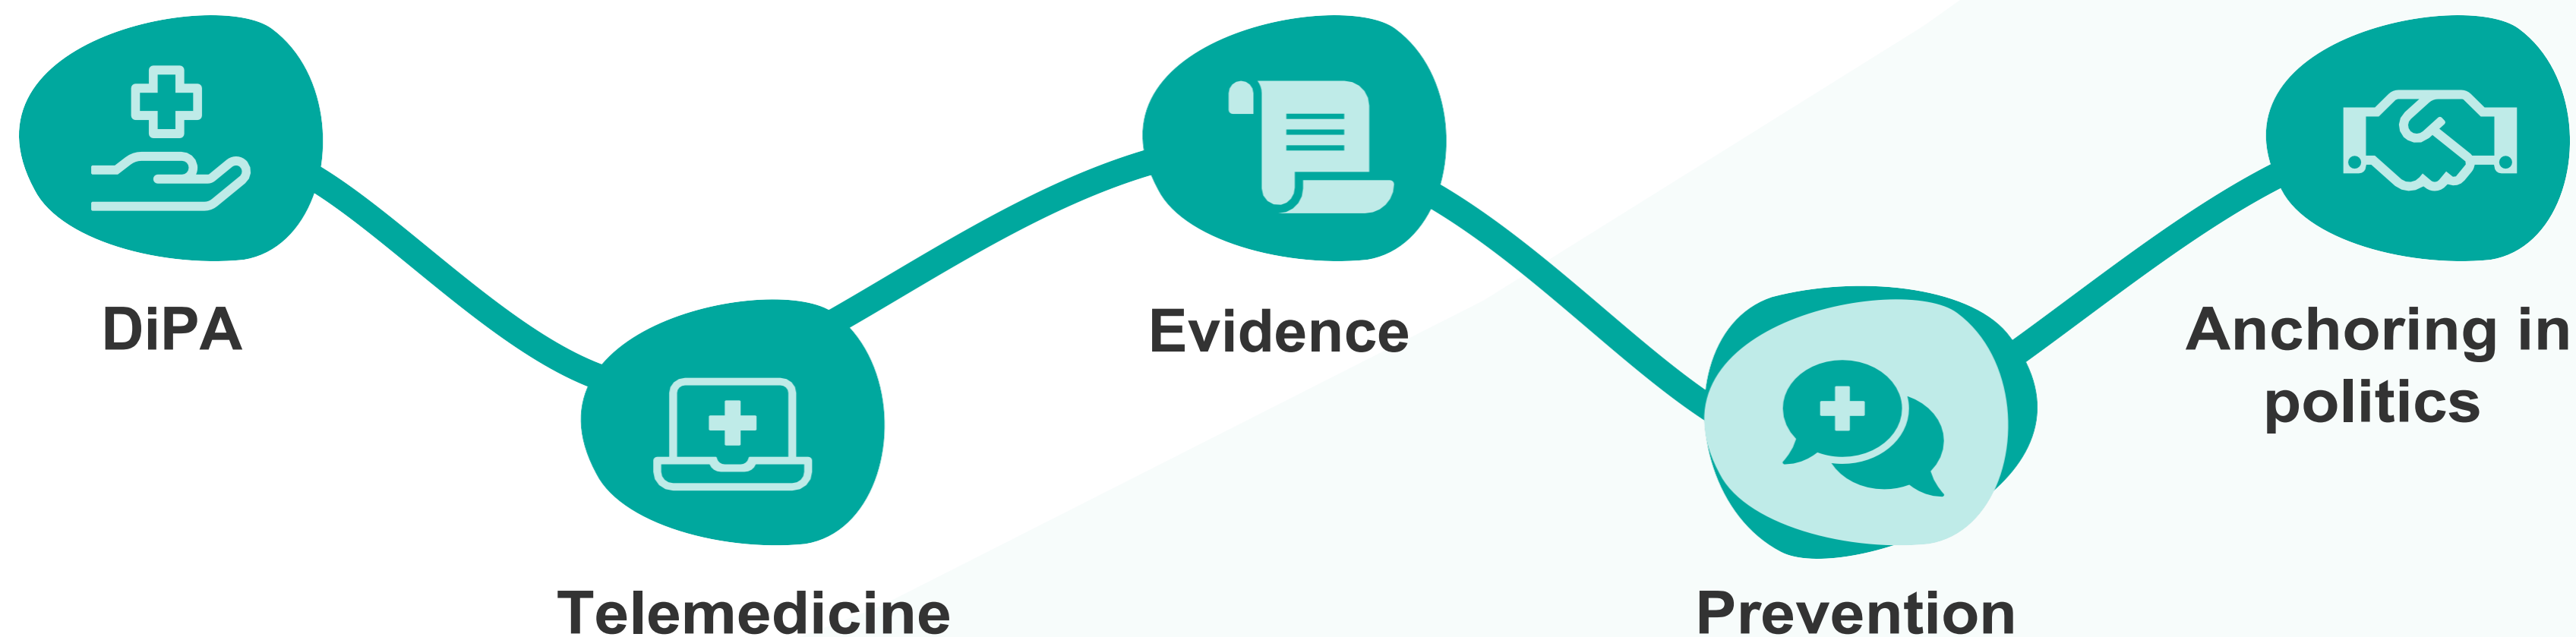 DiPA
Telemedicine
Evidence
Prevention
Anchoring in
politics